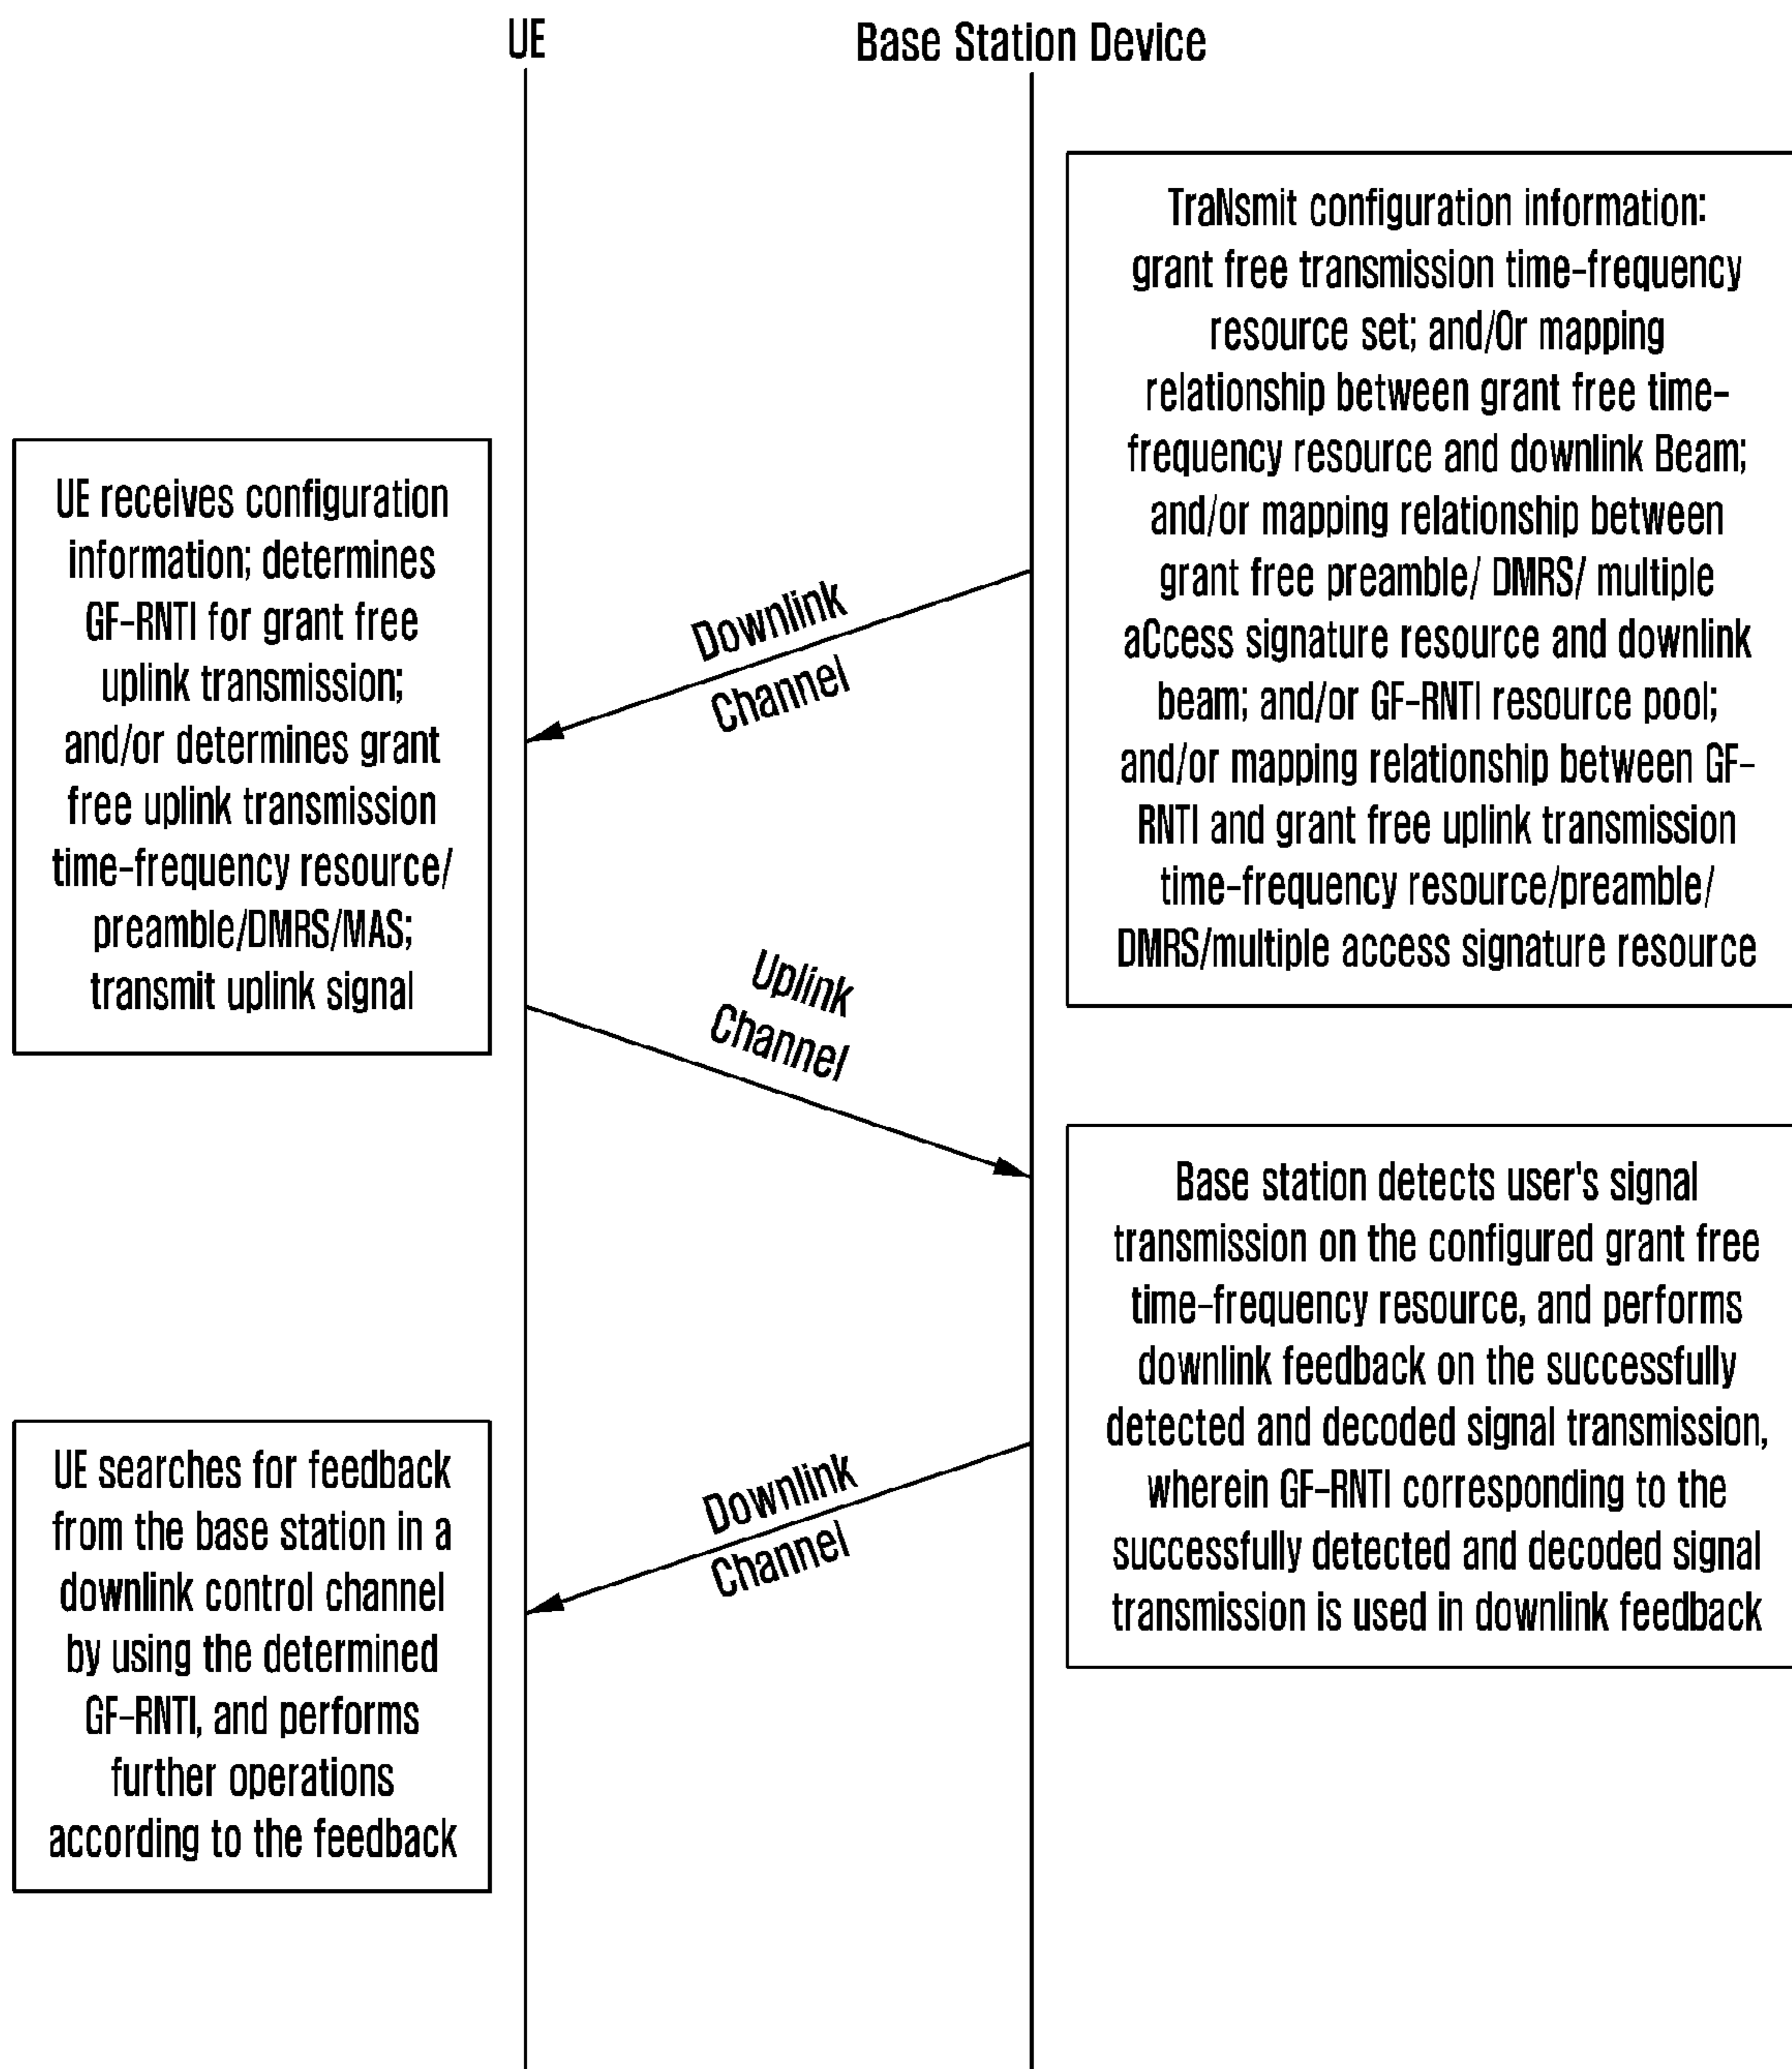 UE
Base Station Device
TraNsmit configuration information:
grant free transmission time-frequency
resource set; and/Or mapping
relationship between grant free time-
frequency resource and downlink Beam;
and/or mapping relationship between
grant free preamble/ DMRS/ multiple
aCcess signature resource and downlink
beam; and/or GF-RNTI resource pool;
and/or mapping relationship between GF-
RNTI and grant free uplink transmission
time-frequency resource/preamble/
DMRS/multiple access signature resource
Downlink
Channel
UE receives configuration
information; determines
GF-RNTI for grant free
uplink transmission;
and/or determines grant
free uplink transmission
time-frequency resource/
preamble/DMRS/MAS;
transmit uplink signal
Uplink
Channel
Base station detects user's signal
transmission on the configured grant free
time-frequency resource, and performs
downlink feedback on the successfully
detected and decoded signal transmission,
wherein GF-RNTI corresponding to the
successfully detected and decoded signal
transmission is used in downlink feedback
Downlink
Channel
UE searches for feedback
from the base station in a
downlink control channel
by using the determined
GF-RNTI, and performs
further operations
according to the feedback